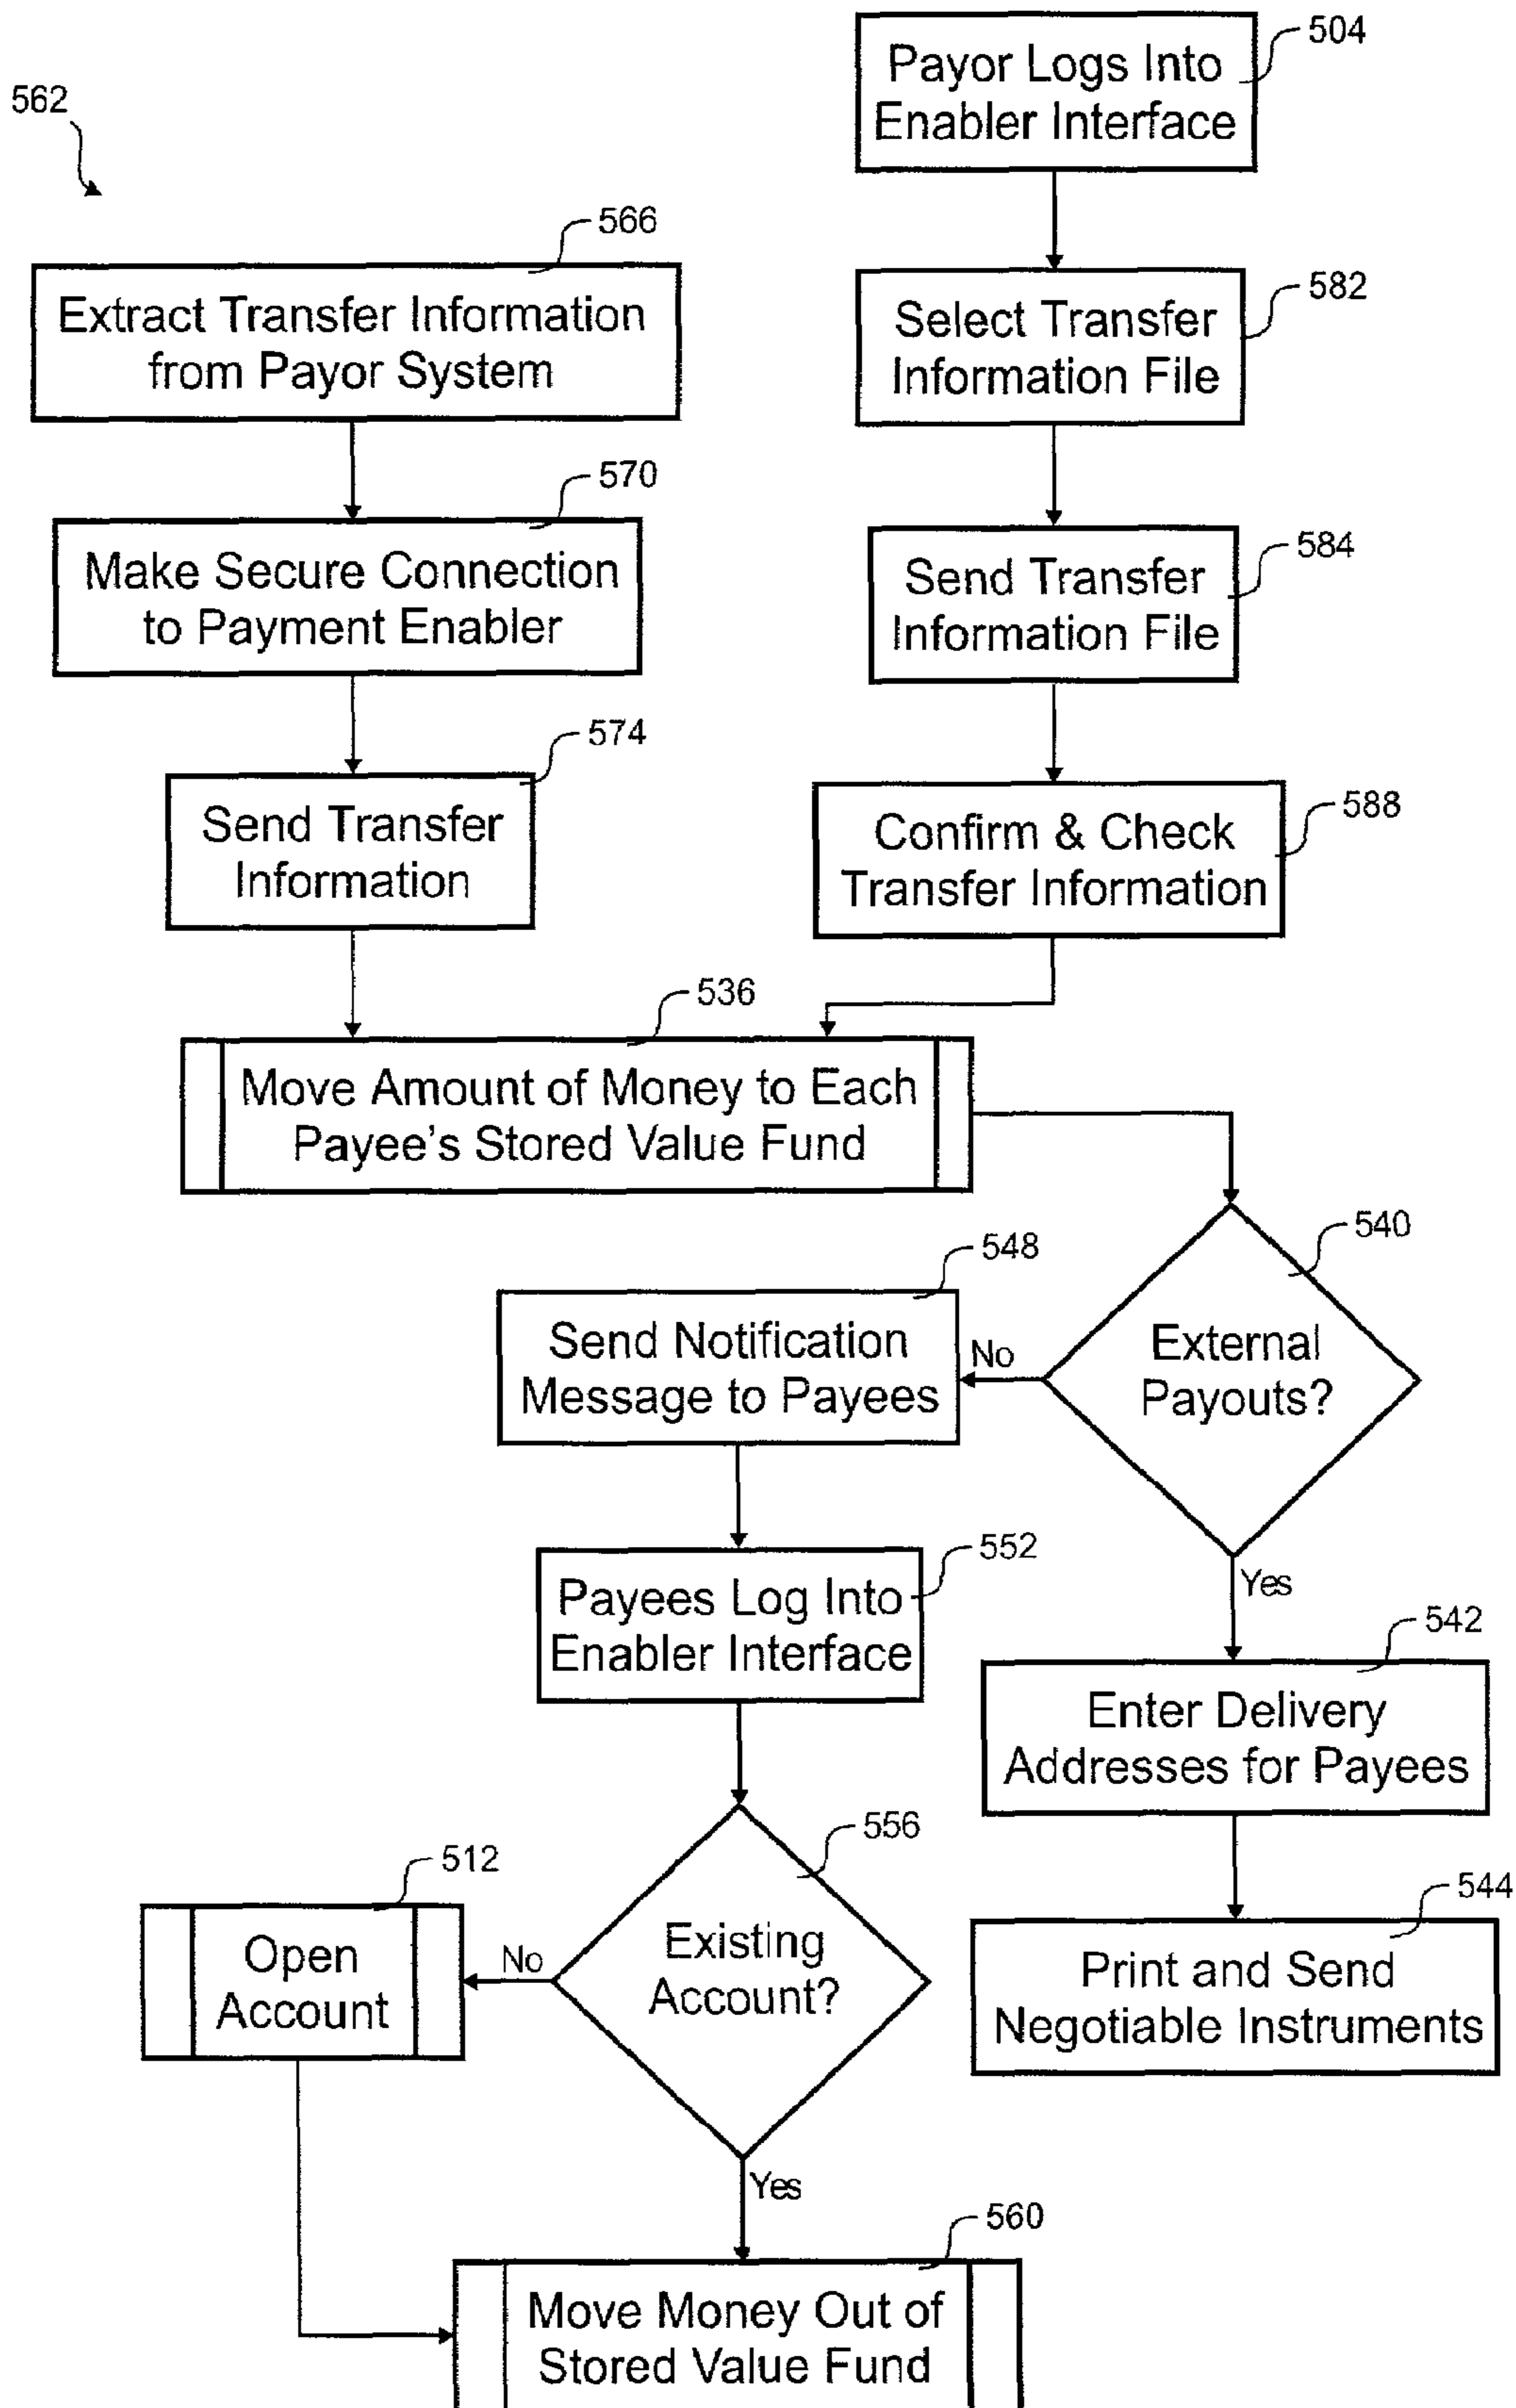 504
Payor Logs Into
Enabler Interface
562
566
Extract Transfer Information
from Payor System
582
Select Transfer
Information File
570
Make Secure Connection
to Payment Enabler
584
Send Transfer
Information File
574
Send Transfer
Information
588
Confirm & Check
Transfer Information
536
Move Amount of Money to Each
Payee's Stored Value Fund
540
External
Payouts?
548
Send Notification
Message to Payees
No
Yes
552
Payees Log Into
Enabler Interface
542
Enter Delivery
Addresses for Payees
556
Existing
Account?
512
Open
Account
No
544
Print and Send
Negotiable Instruments
Yes
560
Move Money Out of
Stored Value Fund